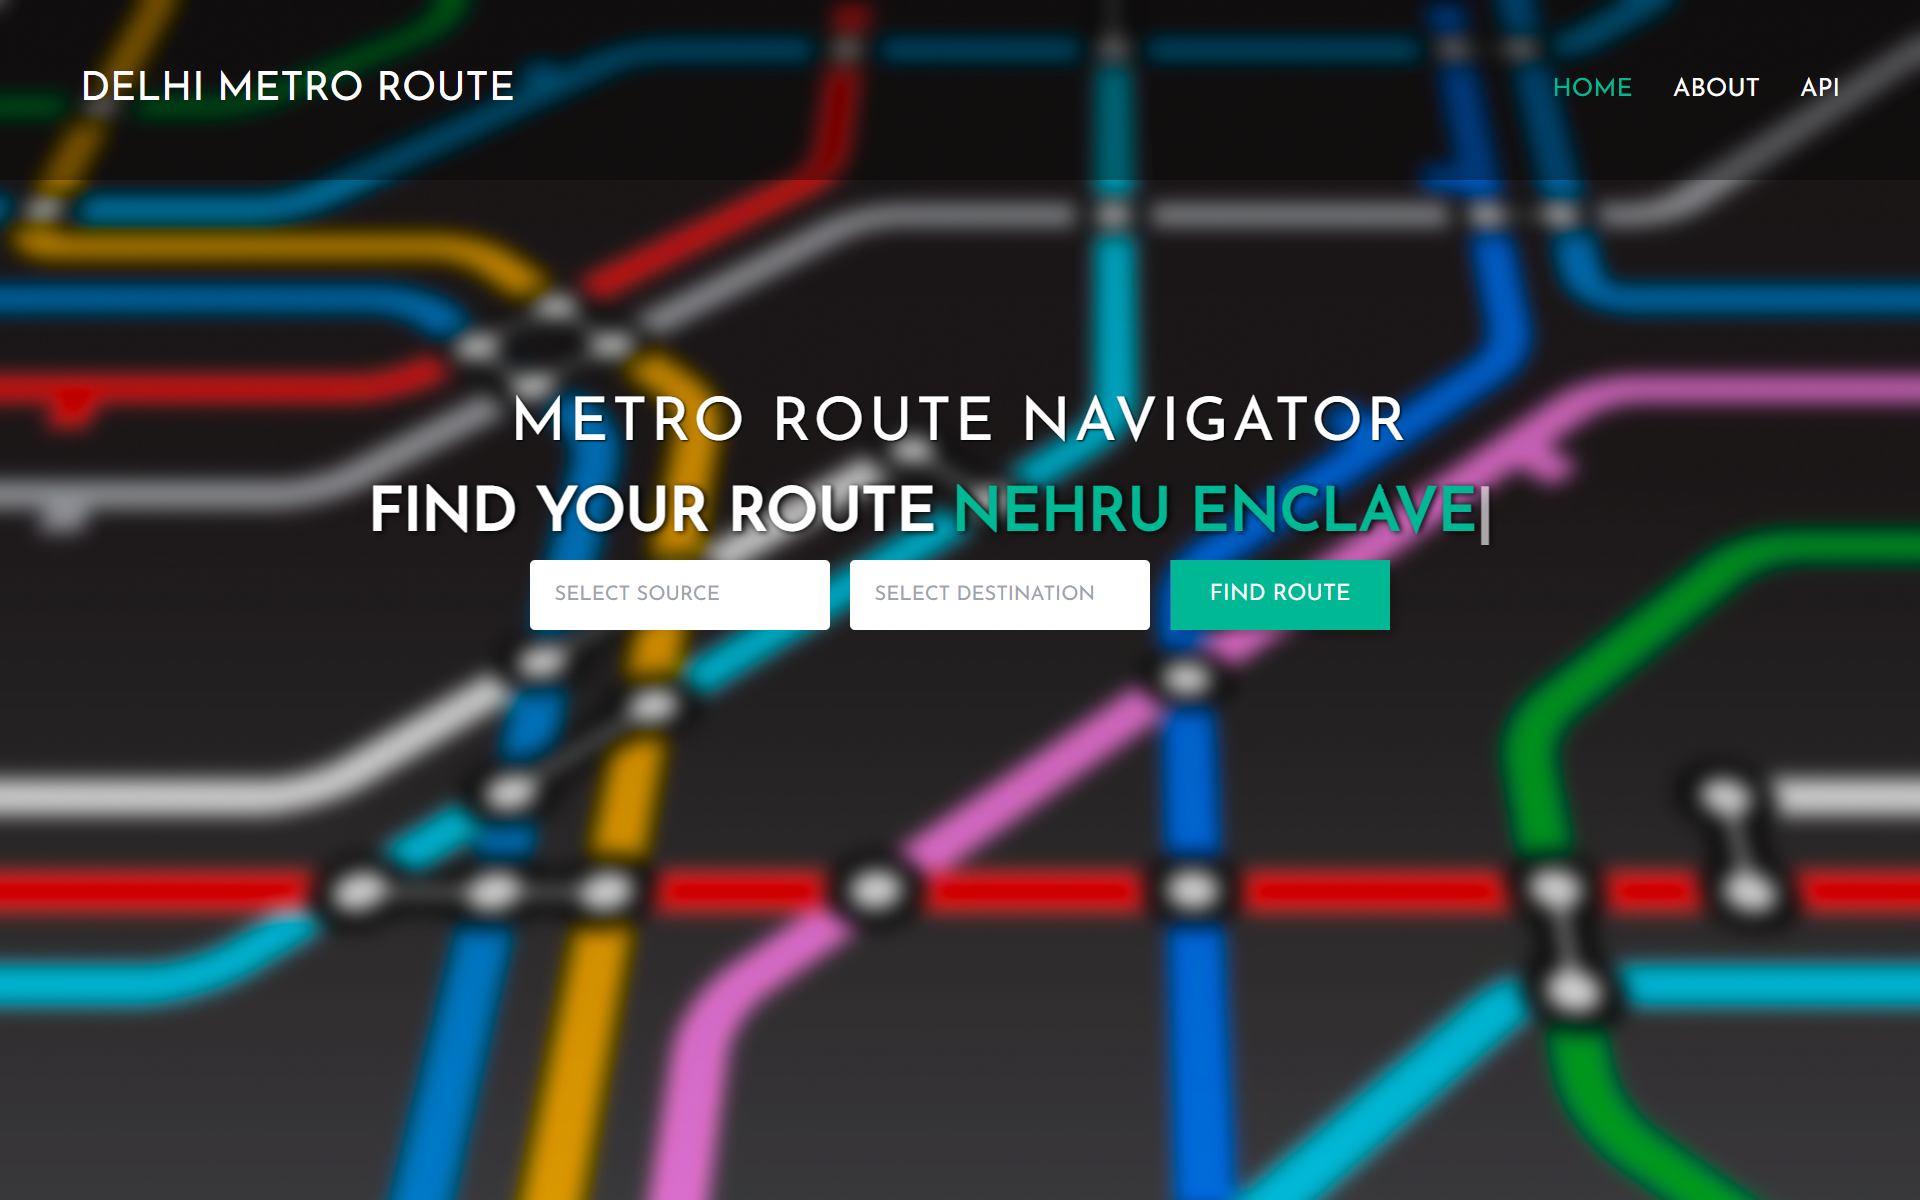 DELHI METRO ROUTE
HOME ABOUT API
METRO ROUTE NAVIGATOR
FIND YOUR ROUTE NEHRU ENCLAVE|
SELECT SOURCE SELECT DESTINATION FIND ROUTE